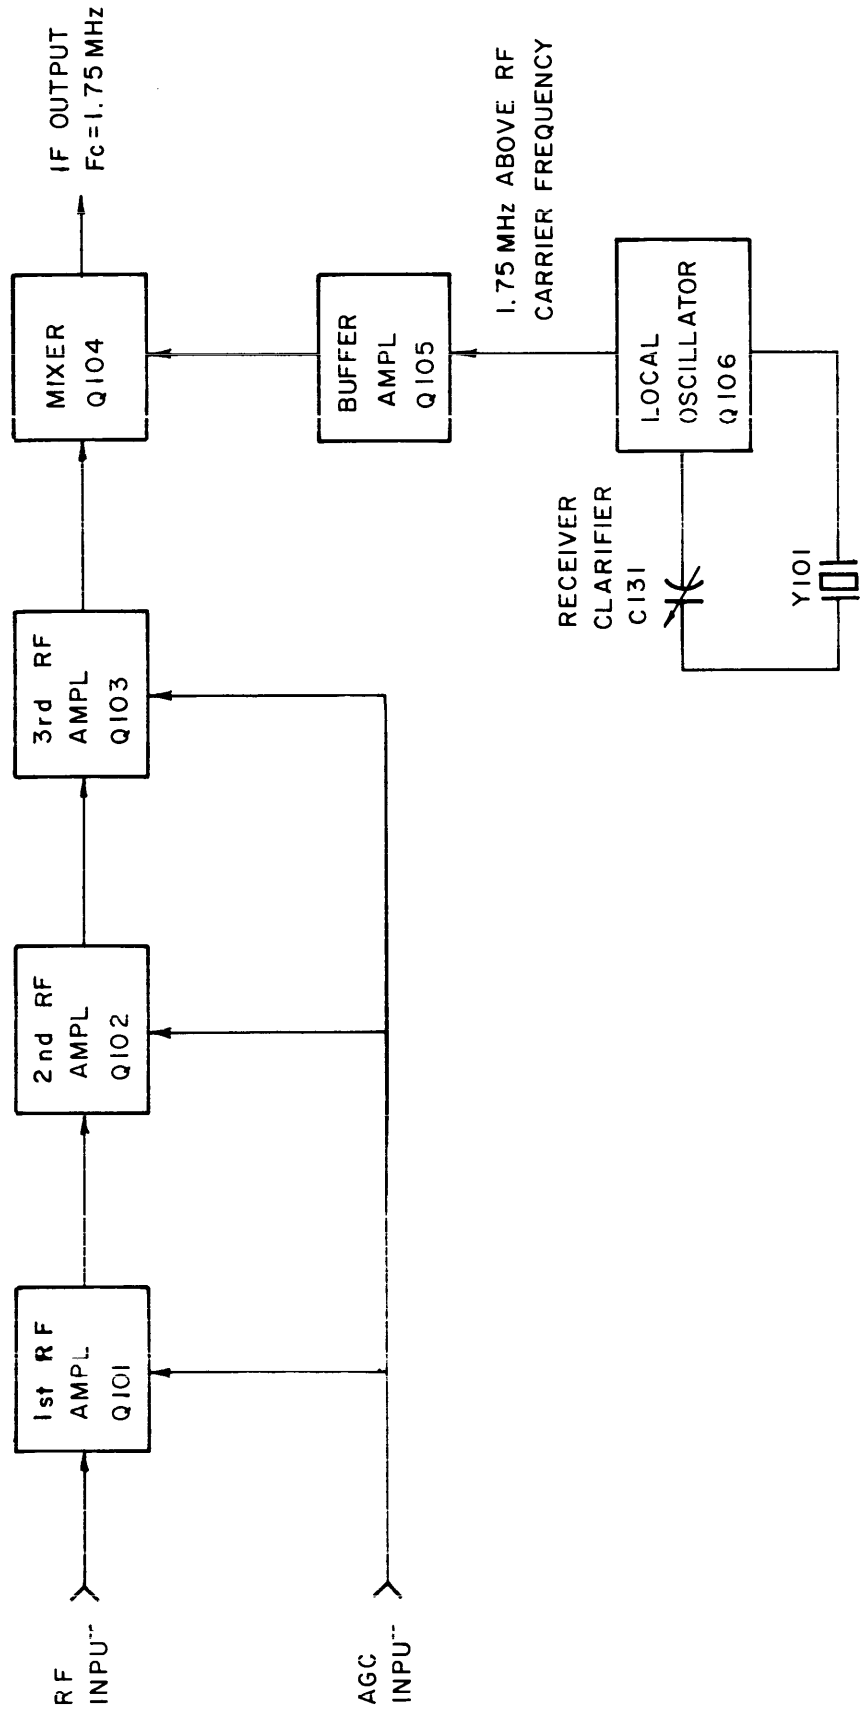 RF
INPUT
1st RF
AMPL
Q101
2nd RF
AMPL
Q102
3rd RF
AMPL
Q103
MIXER
Q104
IF OUTPUT
Fc=1.75 MHz
AGC
INPUT
BUFFER
AMPL
Q105
1.75 MHz ABOVE RF
CARRIER FREQUENCY
RECEIVER
CLARIFIER
C131
LOCAL
OSCILLATOR
Q106
Y101